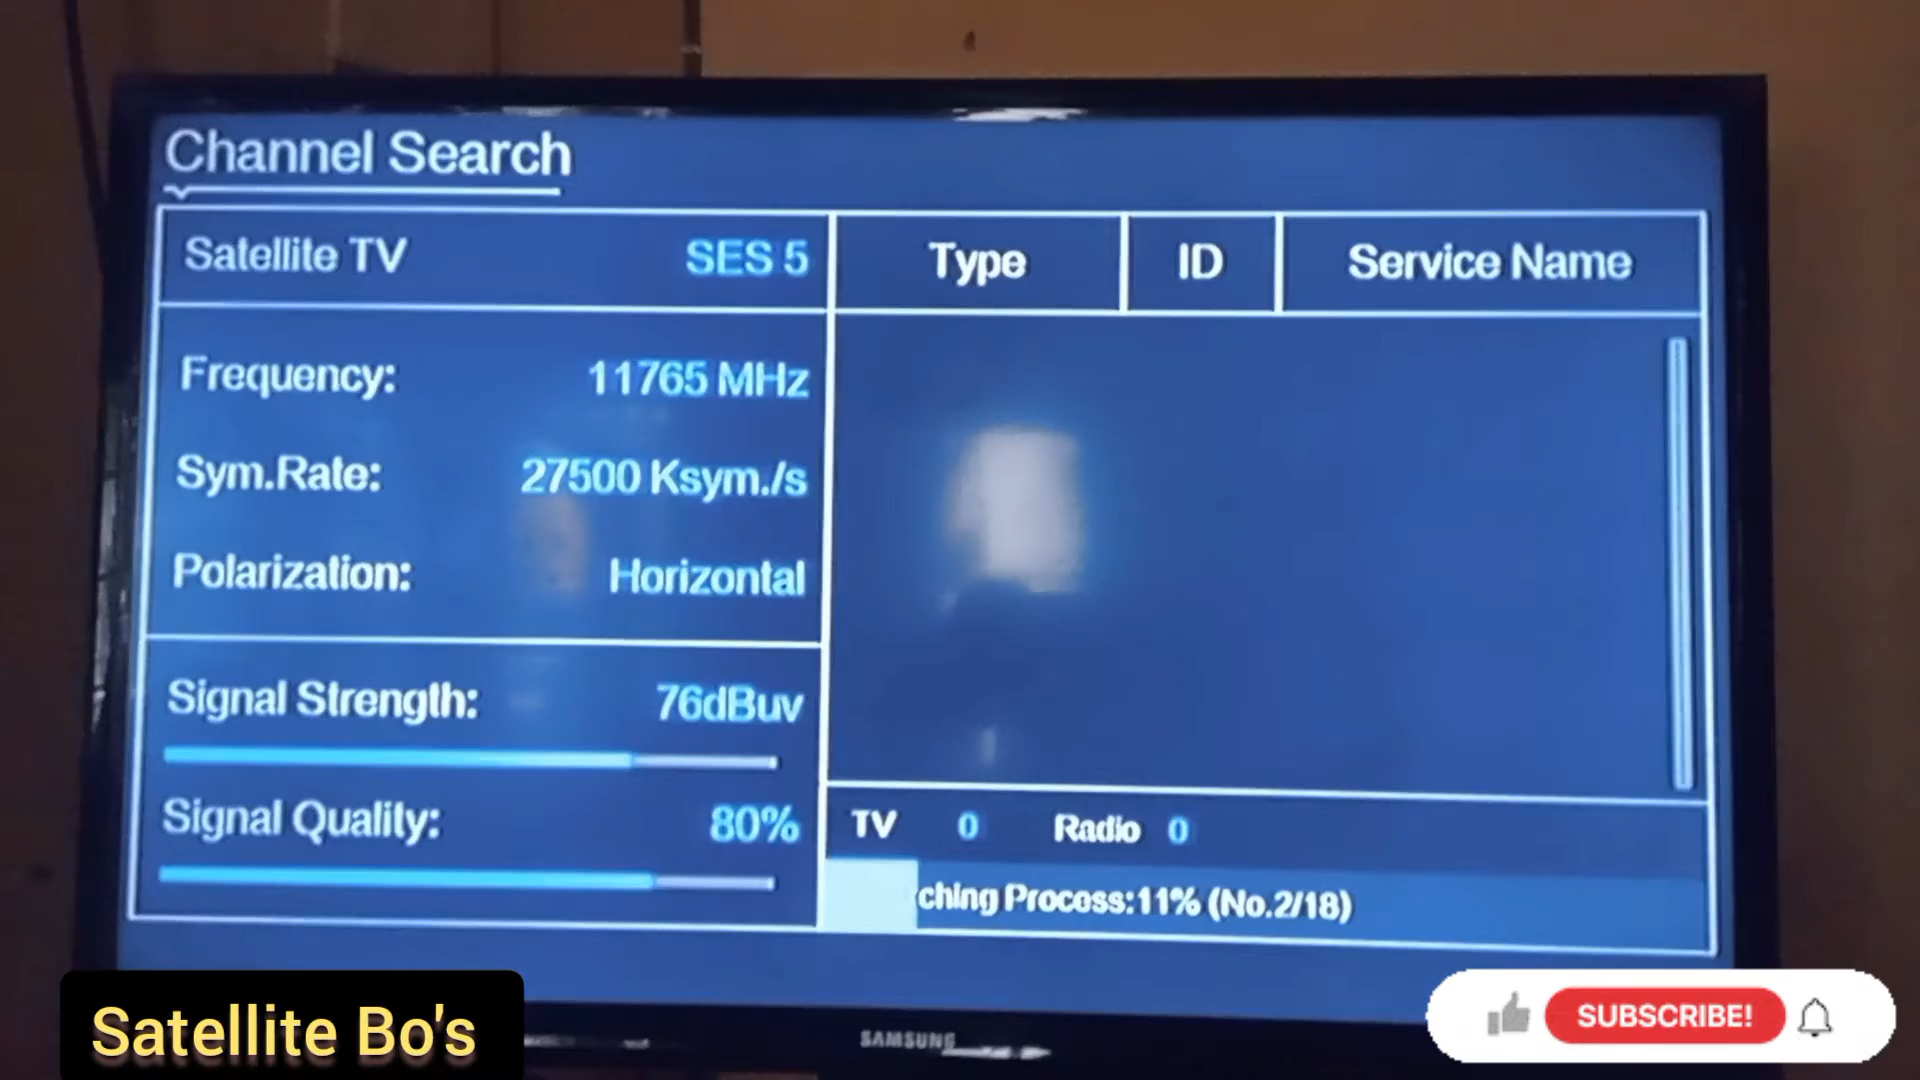 Channel Search
Satellite TV SES 5
Type ID Service Name
Frequency: 11765 MHz
Sym.Rate: 27500 Ksym./s
Polarization: Horizontal
Signal Strength: 76dBuv
Signal Quality: 80%
TV 0 Radio 0
ching Process:11% (No.2/18)
Satellite Bo's
SAMSUNG
SUBSCRIBE!